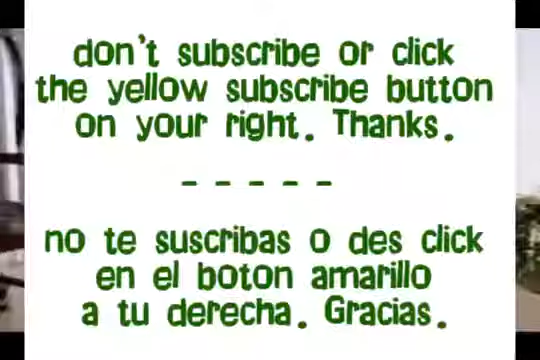 don't subscribe or click
the yellow subscribe button
on your right. Thanks.
- - - - -
no te suscribas o des click
en el boton amarillo
a tu derecha. Gracias.